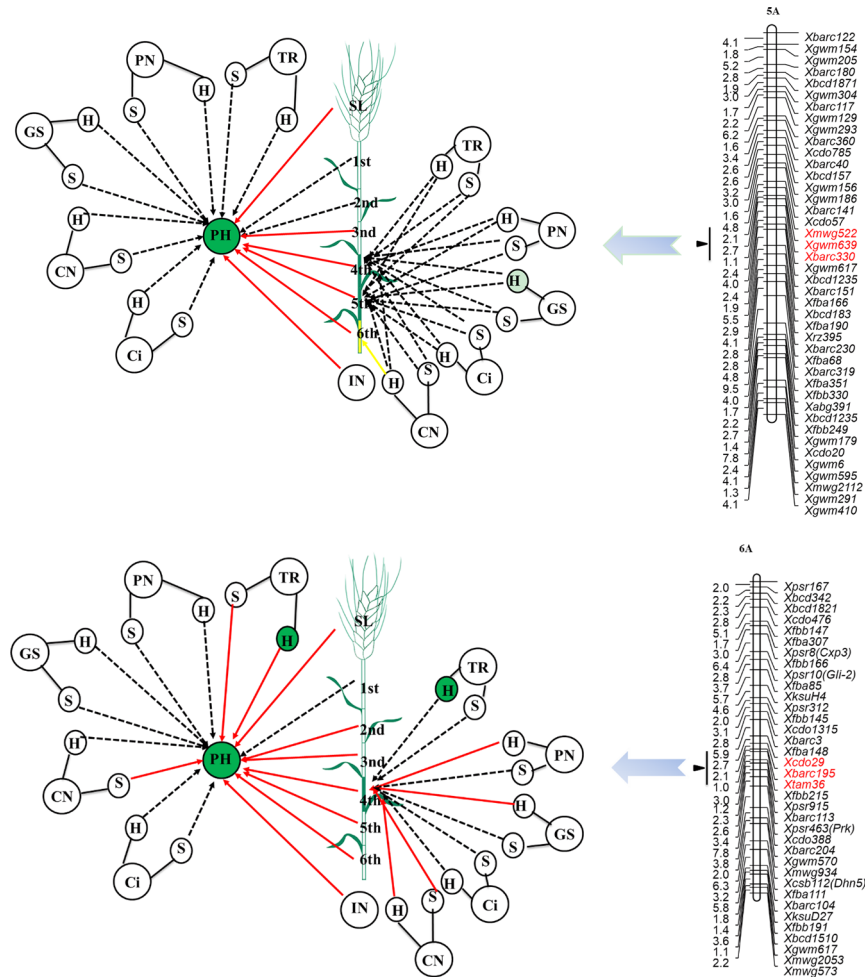 5A
PN
TR
S
H
H
S
SL
GS
H
S
H
1st
2nd
3rd
4th
5th
6th
TR
H
S
H
S
PN
H
S
GS
S
H
Ci
H
S
CN
IN
PH
S
H
CN
H
S
Ci
4.1
1.8
5.2
2.8
1.9
3.0
1.7
2.2
6.2
1.6
3.4
2.6
3.2
3.0
1.6
4.8
2.1
2.7
1.1
2.4
4.0
2.4
1.9
5.5
2.9
4.1
2.8
2.8
4.8
9.5
4.0
1.7
2.2
2.7
1.4
7.8
2.4
4.1
1.3
4.1
Xbarc122
Xgwm154
Xgwm205
Xbarc180
Xbcd1871
Xgwm304
Xbarc117
Xgwm129
Xgwm293
Xbarc360
Xcdo785
Xbarc40
Xbcd157
Xgwm156
Xgwm186
Xbarc141
Xcdo57
Xmwg522
Xgwm639
Xbarc330
Xgwm617
Xbcd1235
Xbarc151
Xfba166
Xbcd183
Xfba190
Xrz395
Xbarc230
Xfba68
Xbarc319
Xfba351
Xfbb330
Xabg391
Xbcd1235
Xfbb249
Xgwm179
Xcdo20
Xgwm6
Xgwm595
Xmwg2112
Xgwm291
Xgwm410
6A
PN
TR
S
H
S
H
SL
GS
H
S
1st
2nd
3rd
4th
5th
6th
TR
H
S
H
S
PN
H
S
GS
S
H
Ci
H
S
CN
IN
PH
H
S
CN
H
S
Ci
2.0
2.2
2.3
2.8
5.1
1.7
3.0
6.4
2.8
3.7
5.7
4.6
2.0
3.1
2.8
5.9
2.7
2.1
1.0
3.0
1.2
2.3
2.6
3.4
7.8
3.8
2.0
6.3
3.2
5.8
1.8
1.4
3.6
1.1
2.2
Xpsr167
Xbcd342
Xbcd1821
Xcdo476
Xfbb147
Xfba307
Xpsr8(Cxp3)
Xfbb166
Xpsr10(Gli-2)
Xfba85
XksuH4
Xpsr312
Xfbb145
Xcdo1315
Xbarc3
Xfba148
Xcdo29
Xbarc195
Xtam36
Xfbb215
Xpsr915
Xbarc113
Xpsr463(Prk)
Xcdo388
Xbarc204
Xgwm570
Xmwg934
Xcsb112(Dhn5)
Xfba111
Xbarc104
XksuD27
Xfbb191
Xbcd1510
Xgwm617
Xmwg2053
Xmwg573